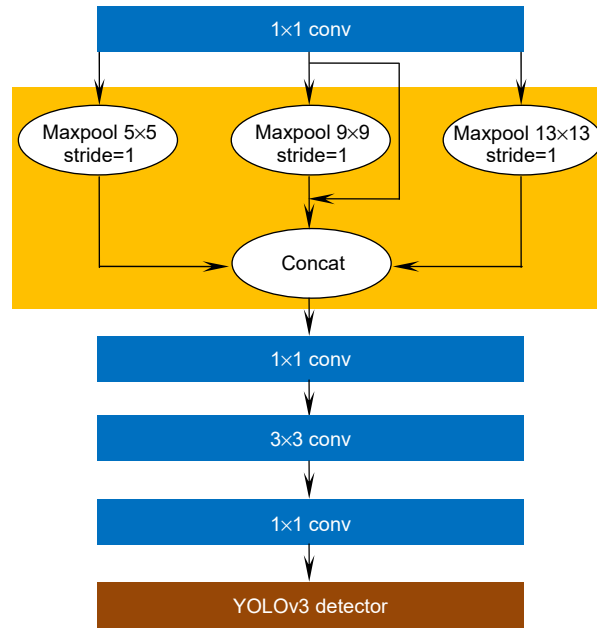 1×1 conv
Maxpool 5×5
stride=1
Maxpool 9×9
stride=1
Maxpool 13×13
stride=1
Concat
1×1 conv
3×3 conv
1×1 conv
YOLOv3 detector